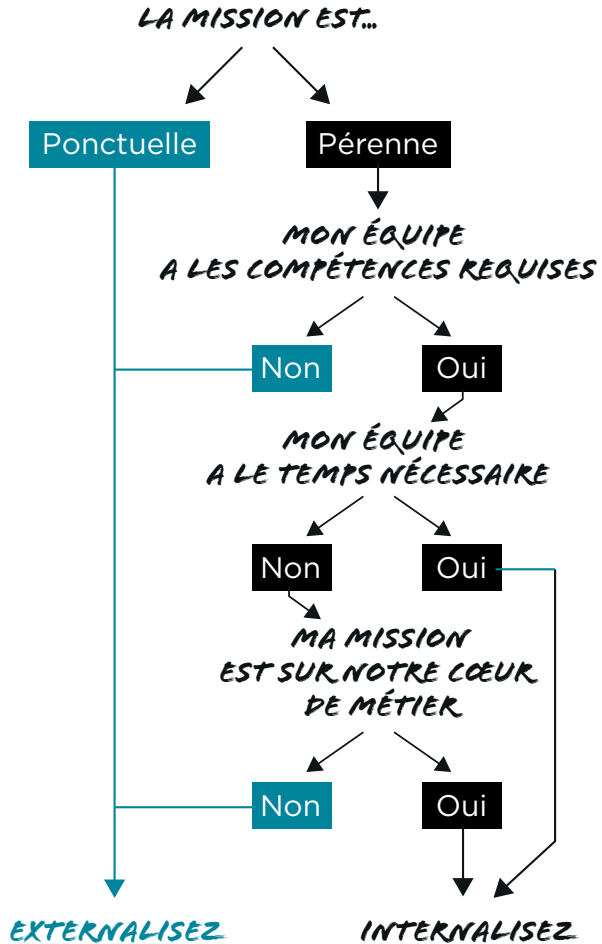 LA MISSION EST...
Ponctuelle
Pérenne
MON ÉQUIPE
A LES COMPÉTENCES REQUISES
Non
Oui
MON ÉQUIPE
A LE TEMPS NÉCESSAIRE
Non
Oui
MA MISSION
EST SUR NOTRE CŒUR
DE MÉTIER
Non
Oui
EXTERNALISEZ
INTERNALISEZ